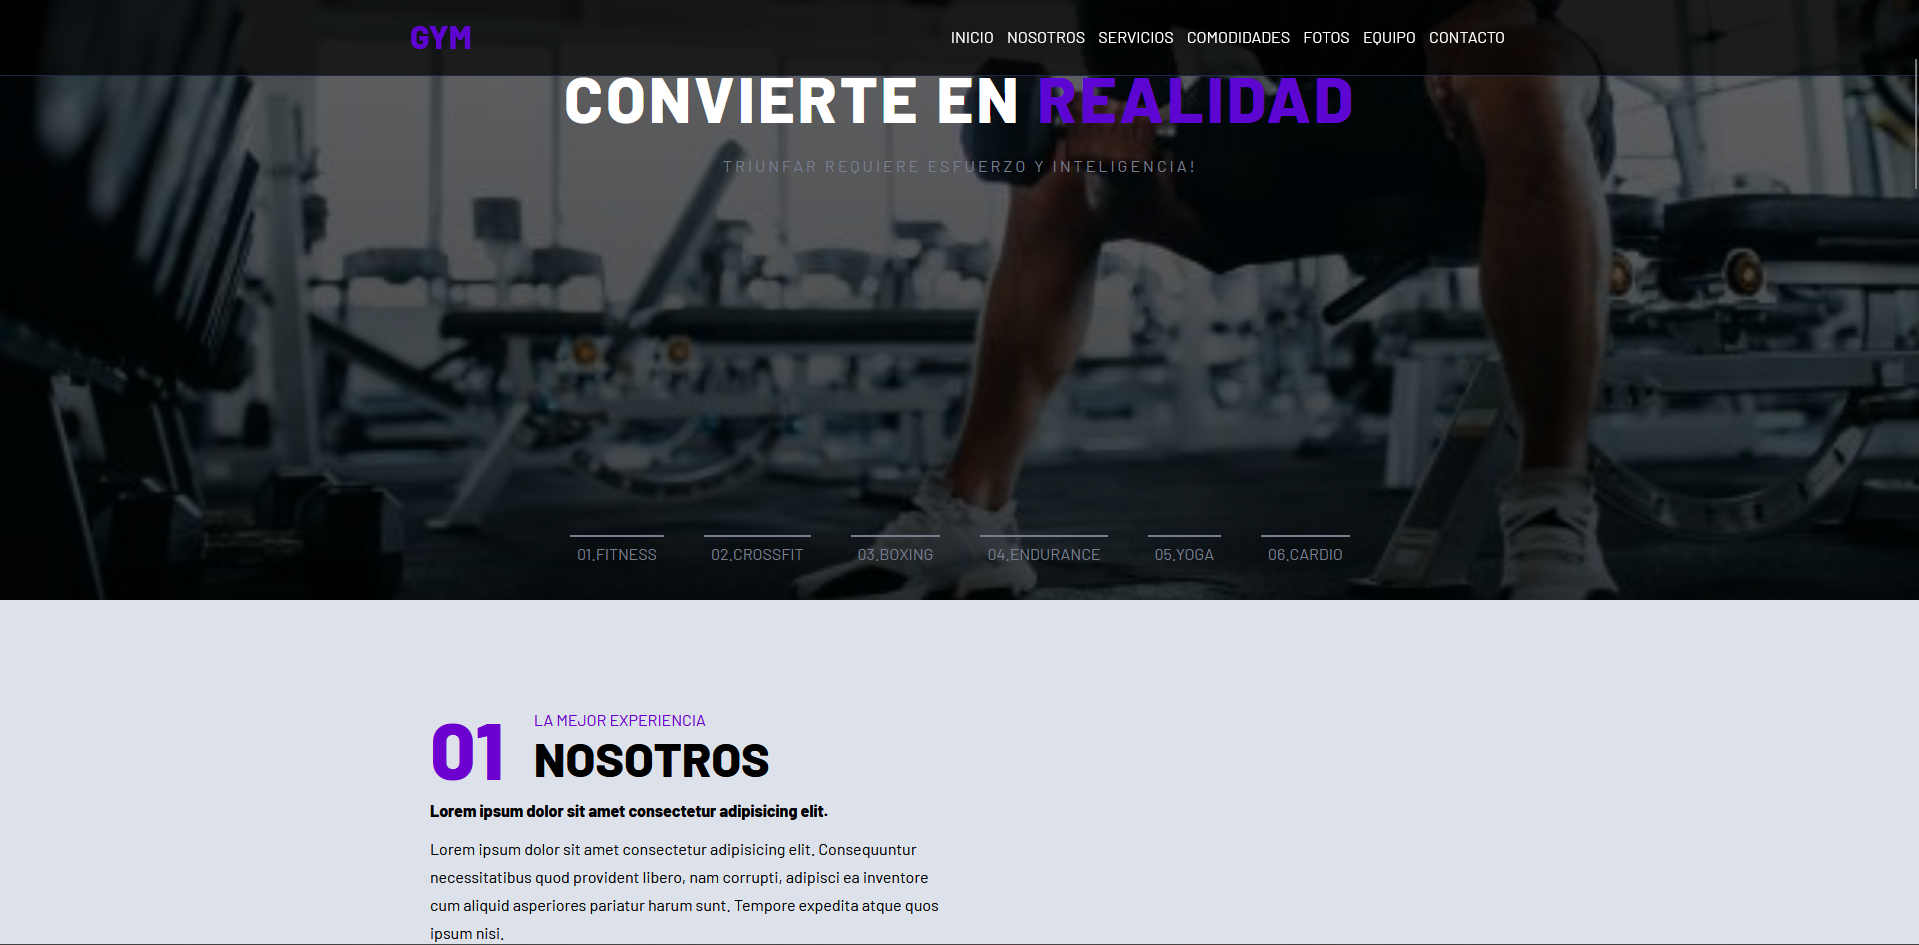 GYM
INICIO NOSOTROS SERVICIOS COMODIDADES FOTOS EQUIPO CONTACTO
CONVIERTE EN REALIDAD
TRIUNFAR REQUIERE ESFUERZO Y INTELIGENCIA!
01.FITNESS 02.CROSSFIT 03.BOXING 04.ENDURANCE 05.YOGA 06.CARDIO
01
LA MEJOR EXPERIENCIA
NOSOTROS
Lorem ipsum dolor sit amet consectetur adipisicing elit.
Lorem ipsum dolor sit amet consectetur adipisicing elit. Consequuntur
necessitatibus quod provident libero, nam corrupti, adipisci ea inventore
cum aliquid asperiores pariatur harum sunt. Tempore expedita atque quos
ipsum nisi.